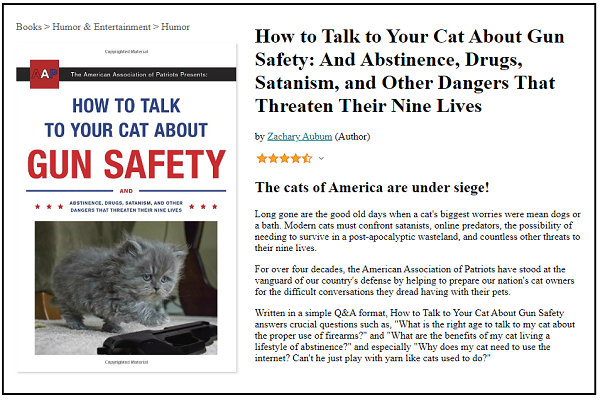 Books > Humor & Entertainment > Humor
Copyrighted Material
AAP
The American Association of Patriots Presents:
HOW TO TALK
TO YOUR CAT ABOUT
GUN SAFETY
AND
ABSTINENCE, DRUGS, SATANISM, AND OTHER
DANGERS THAT THREATEN THEIR NINE LIVES
Copyrighted Material
How to Talk to Your Cat About Gun
Safety: And Abstinence, Drugs,
Satanism, and Other Dangers That
Threaten Their Nine Lives
by Zachary Auburn (Author)
The cats of America are under siege!
Long gone are the good old days when a cat's biggest worries were mean dogs or
a bath. Modern cats must confront satanists, online predators, the possibility of
needing to survive in a post-apocalyptic wasteland, and countless other threats to
their nine lives.
For over four decades, the American Association of Patriots have stood at the
vanguard of our country's defense by helping to prepare our nation's cat owners
for the difficult conversations they dread having with their pets.
Written in a simple Q&A format, How to Talk to Your Cat About Gun Safety
answers crucial questions such as, "What is the right age to talk to my cat about
the proper use of firearms?" and "What are the benefits of my cat living a
lifestyle of abstinence?" and especially "Why does my cat need to use the
internet? Can't he just play with yarn like cats used to do?"